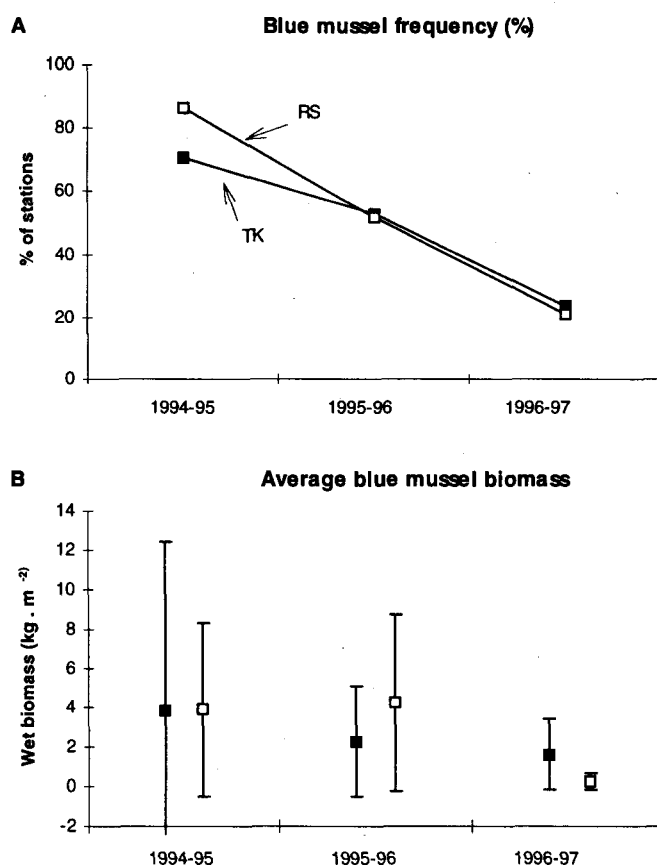 A Blue mussel frequency (%)
100
80
60
40
20
0
% of stations
RS
TK
1994-95 1995-96 1996-97
B Average blue mussel biomass
14
12
10
8
6
4
2
0
-2
Wet biomass (kg . m -2)
1994-95 1995-96 1996-97